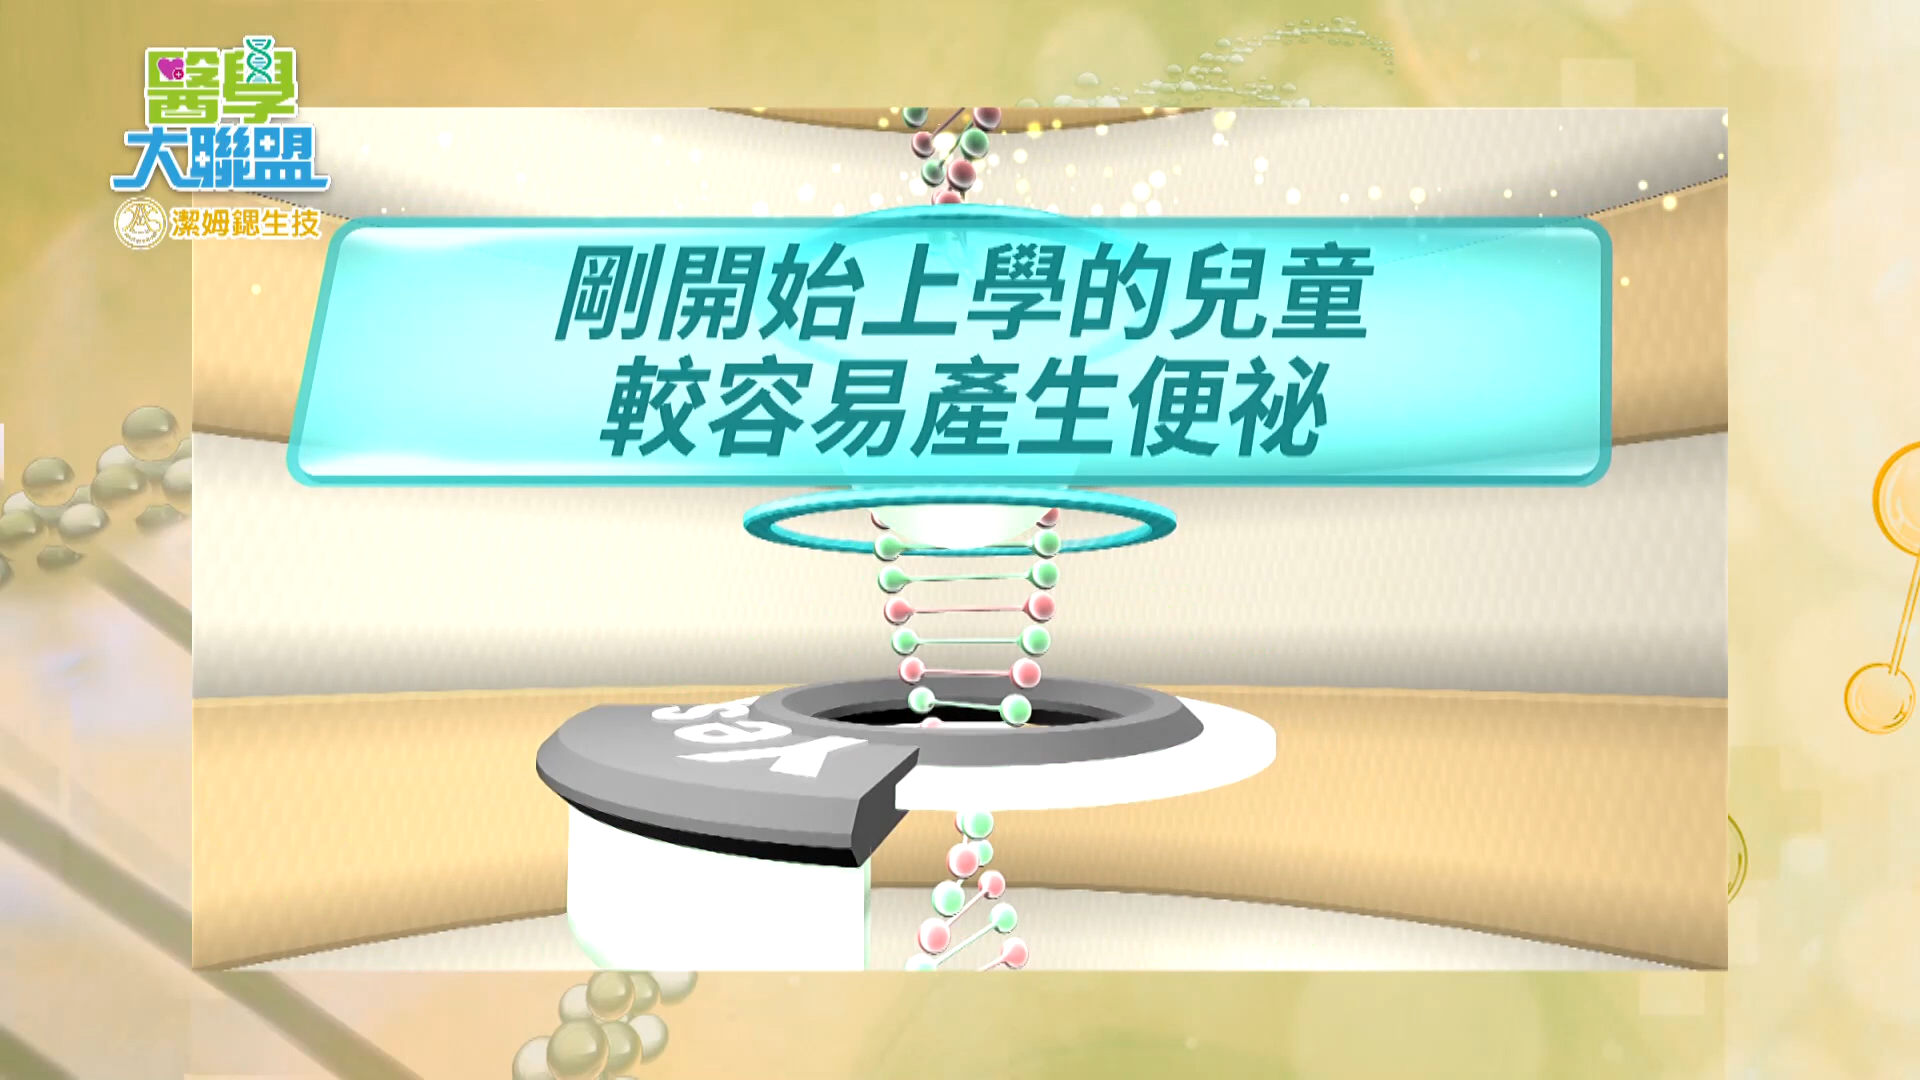 醫學
大聯盟
潔姆鍶生技
剛開始上學的兒童
較容易產生便祕
Yes